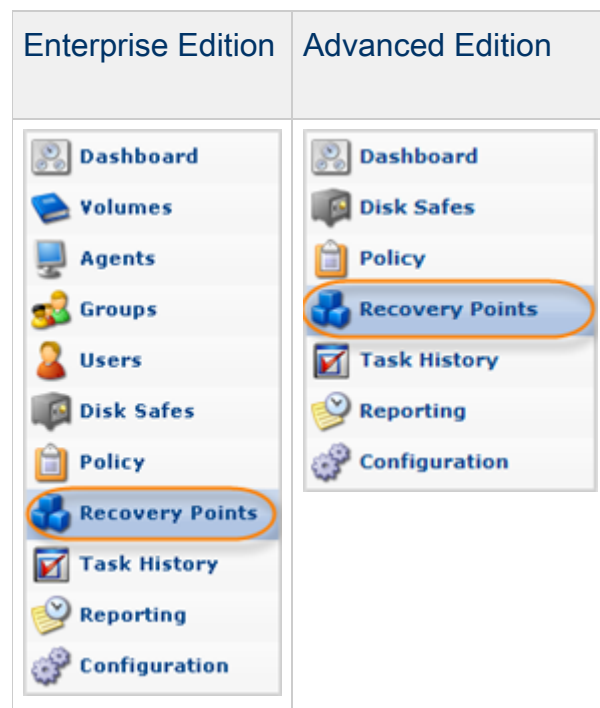 Enterprise Edition
Advanced Edition
Dashboard
Volumes
Agents
Groups
Users
Disk Safes
Policy
Recovery Points
Task History
Reporting
Configuration
Dashboard
Disk Safes
Policy
Recovery Points
Task History
Reporting
Configuration